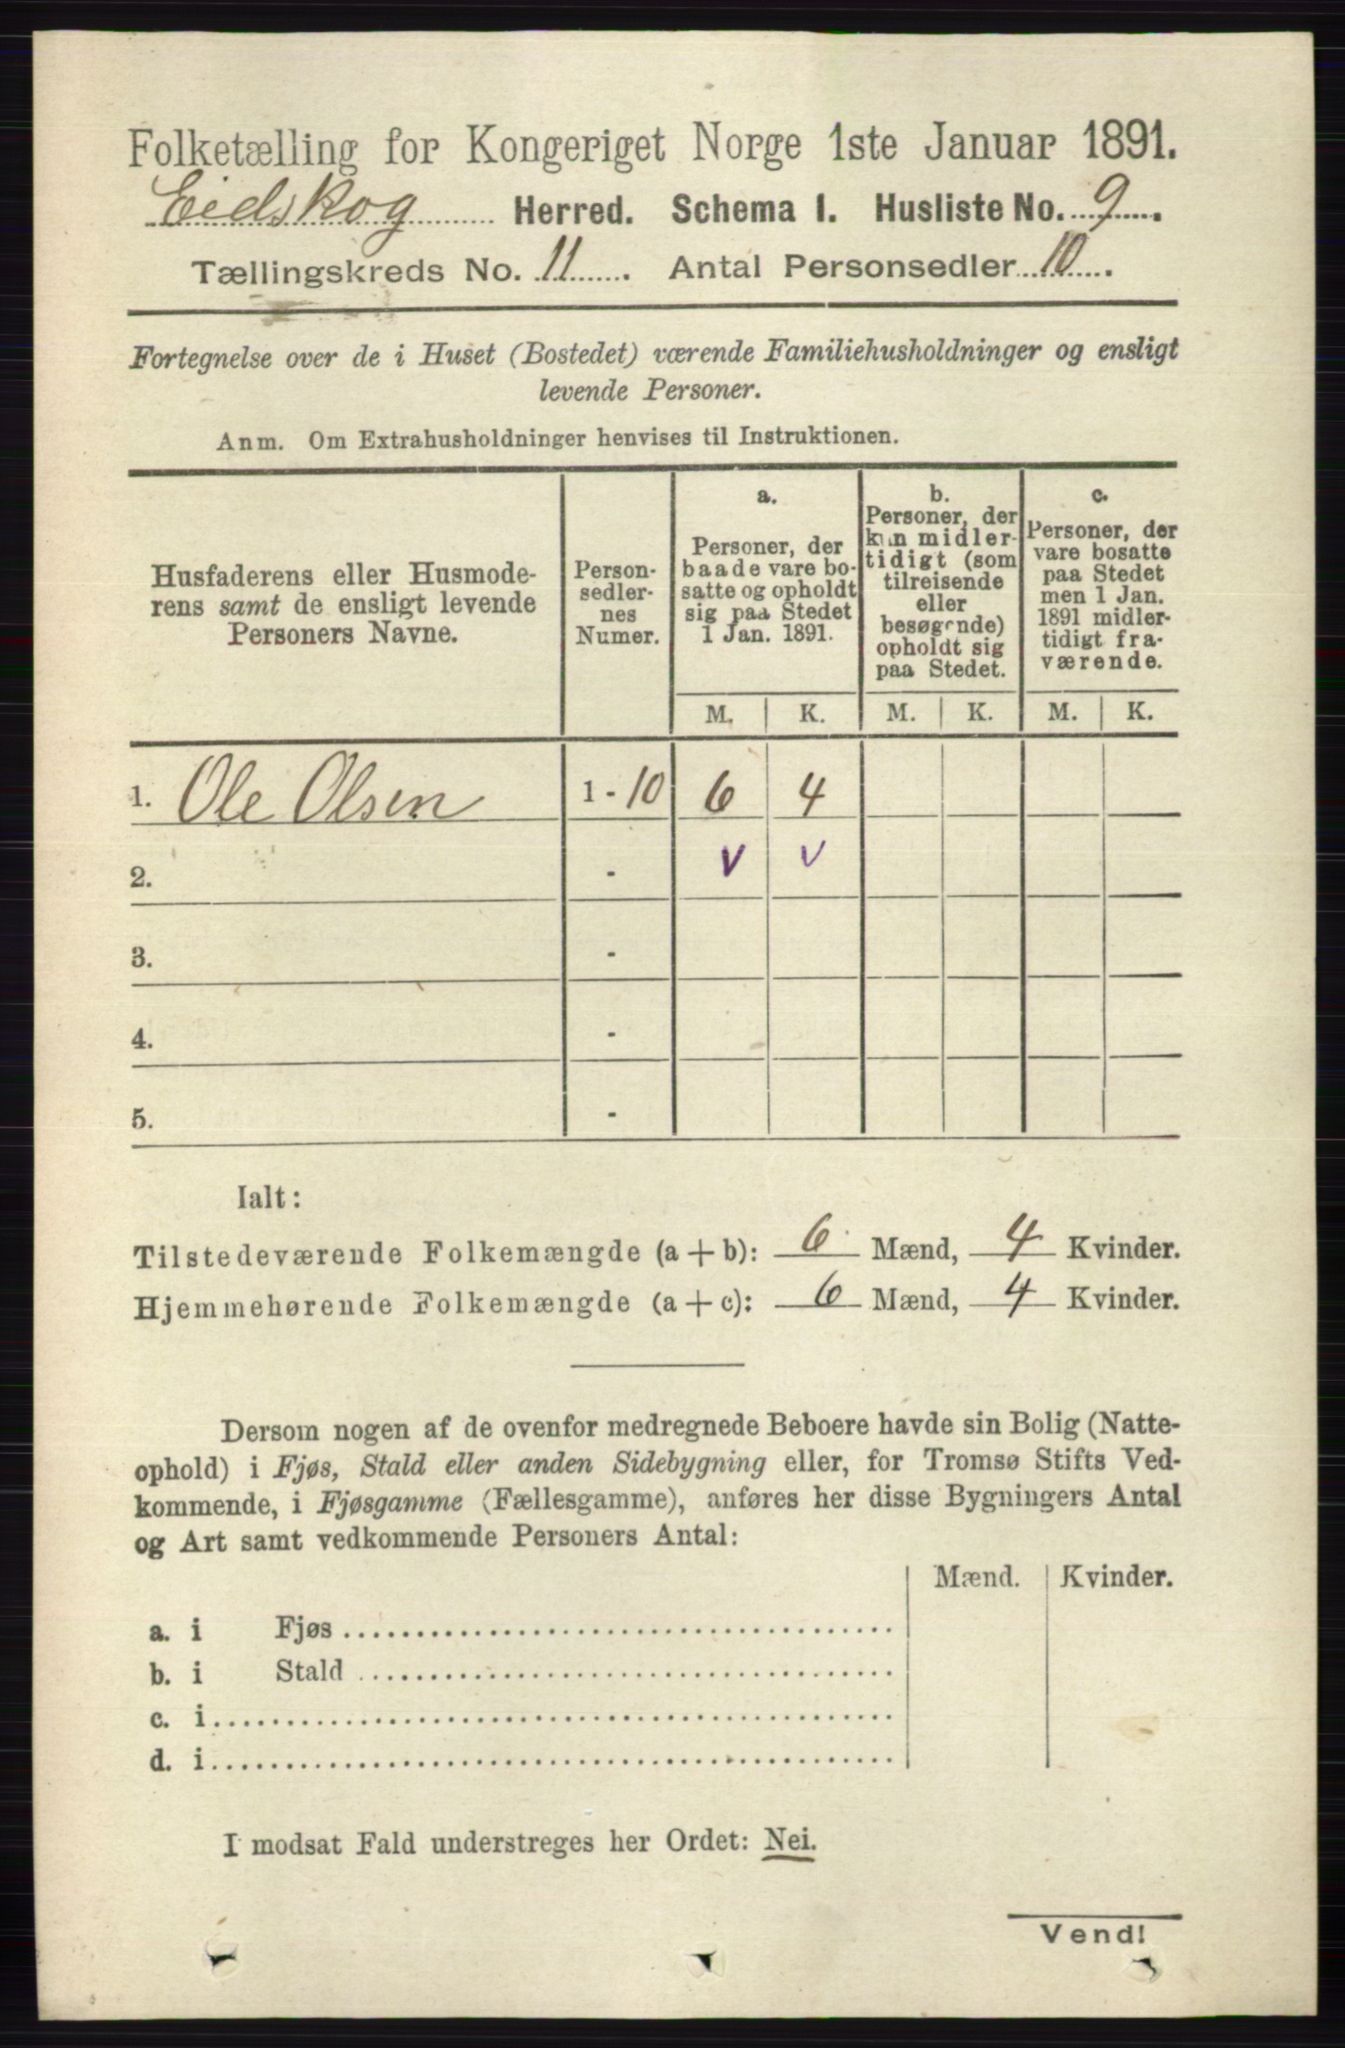 Folketælling for Kongeriget Norge 1ste Januar 1891.
Eidskog Herred. Schema 1. Husliste No. 9.
Tællingskreds No. 11. Antal Personsedler 10.
Fortegnelse over de i Huset (Bostedet) værende Familiehusholdninger og ensligt
levende Personer.
Anm. Om Extrahusholdninger henvises til Instruktionen.
Husfaderens eller Husmode-
rens samt de ensligt levende
Personers Navne.
Person-
sedler-
nes
Numer.
a.
Personer, der
baade vare bo-
satte og opholdt
sig paa Stedet
1 Jan. 1891.
b.
Personer, der
kun midler-
tidigt (som
tilreisende
eller
besøgende)
opholdt sig
paa Stedet.
c.
Personer, der
vare bosatte
paa Stedet
men 1 Jan.
1891 midler-
tidigt fra-
værende.
M. K. M. K. M. K.
1. Ole Olsen 1 - 10 6 4
2. - v v
3. -
4. -
5. -
Ialt:
Tilstedeværende Folkemængde (a + b): 6 Mænd, 4 Kvinder.
Hjemmehørende Folkemængde (a + c): 6 Mænd, 4 Kvinder.
Dersom nogen af de ovenfor medregnede Beboere havde sin Bolig (Natte-
ophold) i Fjøs, Stald eller anden Sidebygning eller, for Tromsø Stifts Ved-
kommende, i Fjøsgamme (Fællesgamme), anføres her disse Bygningers Antal
og Art samt vedkommende Personers Antal:
Mænd. Kvinder.
a. i Fjøs
b. i Stald
c. i
d. i
I modsat Fald understreges her Ordet: Nei.
Vend!